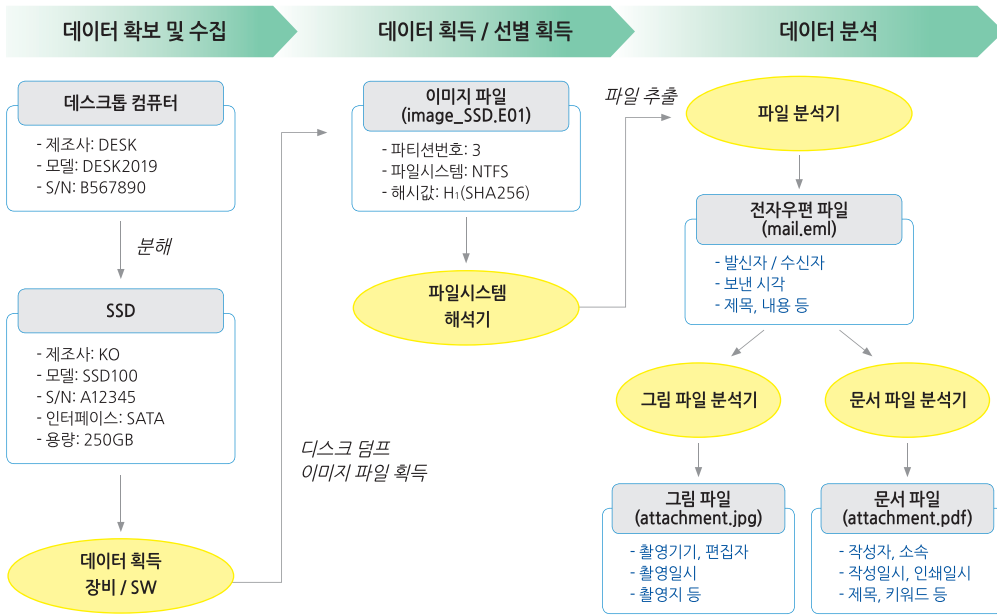 데이터 확보 및 수집
데이터 획득 / 선별 획득
데이터 분석
데스크톱 컴퓨터
- 제조사: DESK
- 모델: DESK2019
- S/N: B567890
분해
SSD
- 제조사: KO
- 모델: SSD100
- S/N: A12345
- 인터페이스: SATA
- 용량: 250GB
데이터 획득
장비 / SW
디스크 덤프
이미지 파일 획득
이미지 파일
(image_SSD.E01)
- 파티션번호: 3
- 파일시스템: NTFS
- 해시값: H₁(SHA256)
파일시스템
해석기
파일 추출
파일 분석기
전자우편 파일
(mail.eml)
- 발신자 / 수신자
- 보낸 시각
- 제목, 내용 등
그림 파일 분석기
문서 파일 분석기
그림 파일
(attachment.jpg)
- 촬영기기, 편집자
- 촬영일시
- 촬영지 등
문서 파일
(attachment.pdf)
- 작성자, 소속
- 작성일시, 인쇄일시
- 제목, 키워드 등